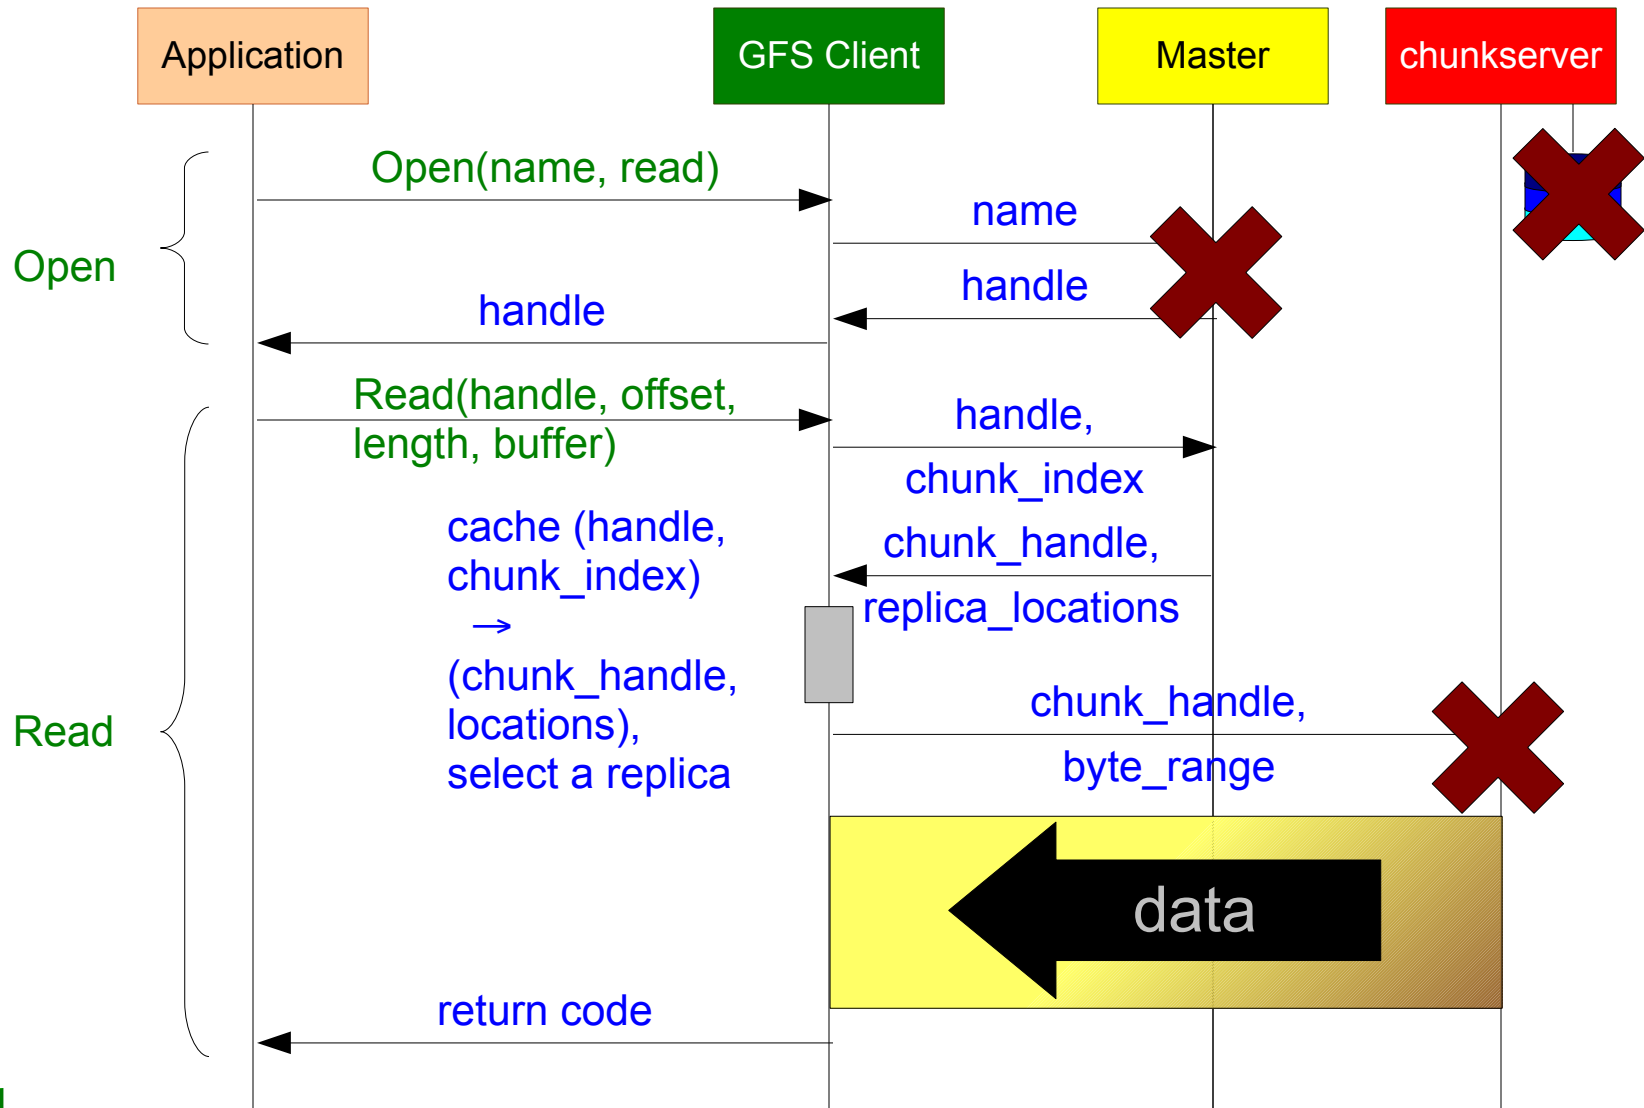 Application
GFS Client
Master
chunkserver
Open(name, read)
name
Open
handle
handle
Read(handle, offset,
length, buffer)
handle,
chunk_index
cache (handle,
chunk_index)
→
(chunk_handle,
locations),
select a replica
chunk_handle,
replica_locations
Read
chunk_handle,
byte_range
data
return code